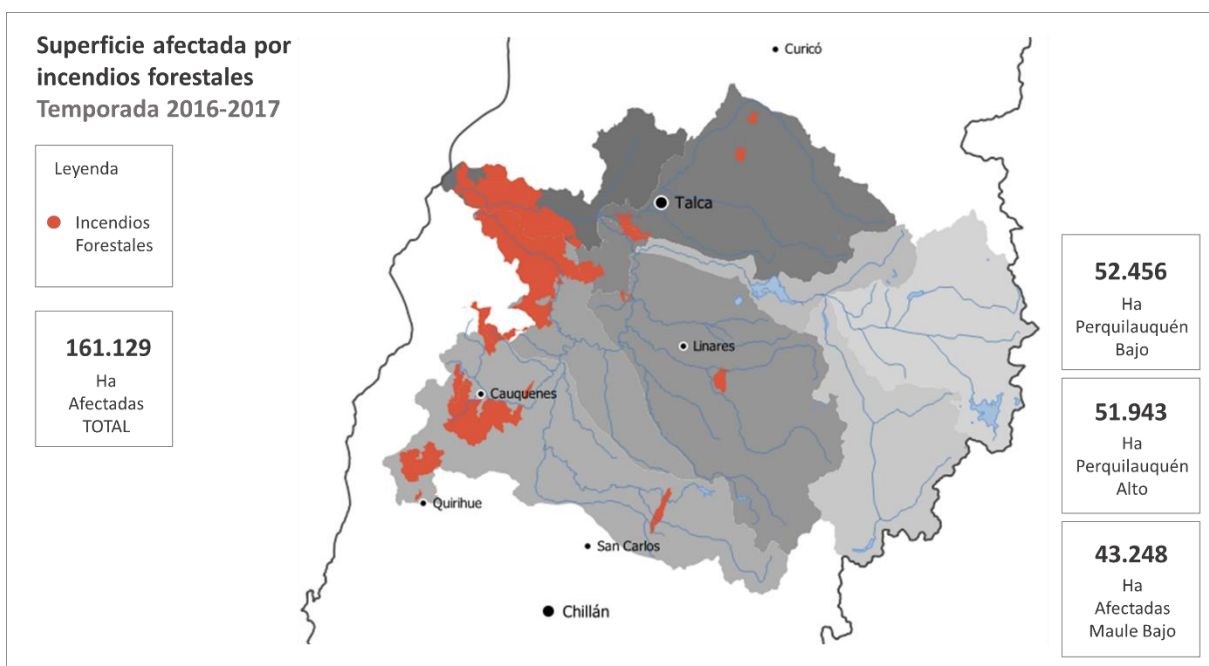 Superficie afectada por
incendios forestales
Temporada 2016-2017
Leyenda
Incendios
Forestales
161.129
Ha
Afectadas
TOTAL
Curicó
Talca
Linares
Cauquenes
Quirihue
San Carlos
Chillán
52.456
Ha
Perquilauquén
Bajo
51.943
Ha
Perquilauquén
Alto
43.248
Ha
Afectadas
Maule Bajo